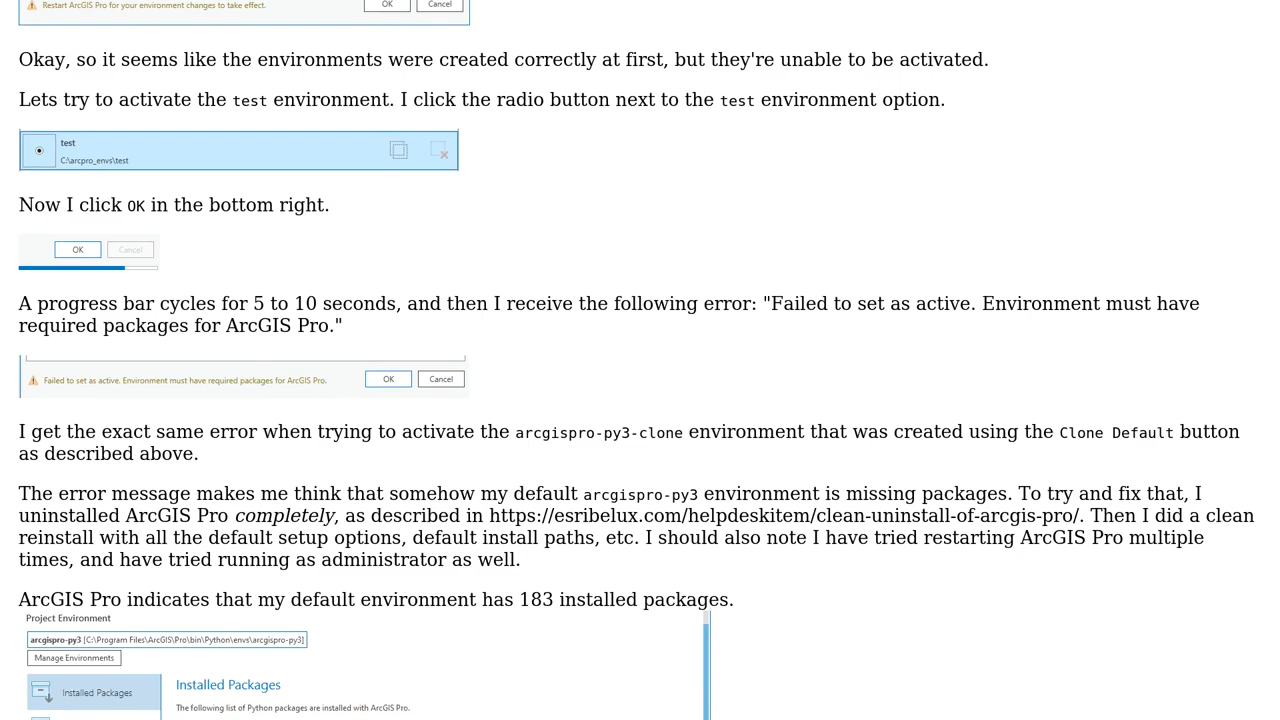 Restart ArcGIS Pro for your environment changes to take effect.
OK
Cancel
Okay, so it seems like the environments were created correctly at first, but they're unable to be activated.
Lets try to activate the test environment. I click the radio button next to the test environment option.
test
C:\arcpro_envs\test
Now I click OK in the bottom right.
OK
Cancel
A progress bar cycles for 5 to 10 seconds, and then I receive the following error: "Failed to set as active. Environment must have
required packages for ArcGIS Pro."
Failed to set as active. Environment must have required packages for ArcGIS Pro.
OK
Cancel
I get the exact same error when trying to activate the arcgispro-py3-clone environment that was created using the Clone Default button
as described above.
The error message makes me think that somehow my default arcgispro-py3 environment is missing packages. To try and fix that, I
uninstalled ArcGIS Pro completely, as described in https://esribelux.com/helpdeskitem/clean-uninstall-of-arcgis-pro/. Then I did a clean
reinstall with all the default setup options, default install paths, etc. I should also note I have tried restarting ArcGIS Pro multiple
times, and have tried running as administrator as well.
ArcGIS Pro indicates that my default environment has 183 installed packages.
Project Environment
arcgispro-py3 [C:\Program Files\ArcGIS\Pro\bin\Python\envs\arcgispro-py3]
Manage Environments
Installed Packages
Installed Packages
The following list of Python packages are installed with ArcGIS Pro.